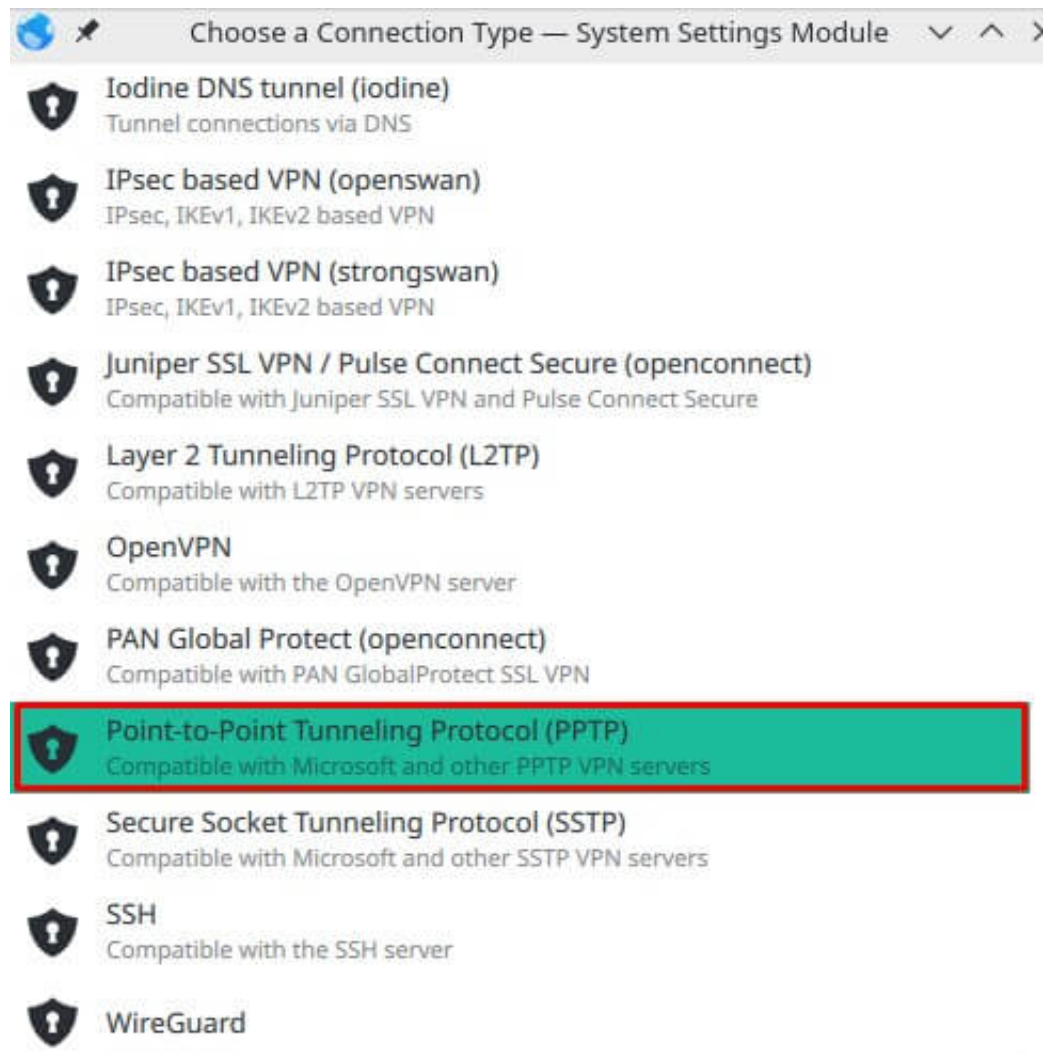 Choose a Connection Type — System Settings Module
Iodine DNS tunnel (iodine)
Tunnel connections via DNS
IPsec based VPN (openswan)
IPsec, IKEv1, IKEv2 based VPN
IPsec based VPN (strongswan)
IPsec, IKEv1, IKEv2 based VPN
Juniper SSL VPN / Pulse Connect Secure (openconnect)
Compatible with Juniper SSL VPN and Pulse Connect Secure
Layer 2 Tunneling Protocol (L2TP)
Compatible with L2TP VPN servers
OpenVPN
Compatible with the OpenVPN server
PAN Global Protect (openconnect)
Compatible with PAN GlobalProtect SSL VPN
Point-to-Point Tunneling Protocol (PPTP)
Compatible with Microsoft and other PPTP VPN servers
Secure Socket Tunneling Protocol (SSTP)
Compatible with Microsoft and other SSTP VPN servers
SSH
Compatible with the SSH server
WireGuard